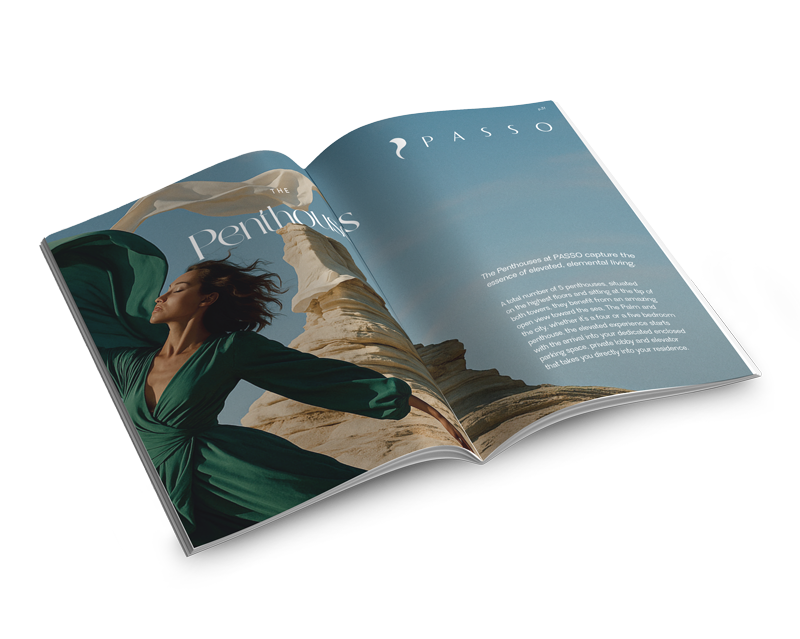 THE
Penthouses
PASSO
The Penthouses at PASSO capture the
essence of elevated, elemental living.
A total number of 5 penthouses, situated
on the highest floors and sitting at the tip of
both towers, they benefit from an amazing
open view toward the sea, The Palm and
the city. whether it's a four or a five bedroom
penthouse, the elevated experience starts
with the arrival into your dedicated enclosed
parking space, private lobby and elevator
that takes you directly into your residence.